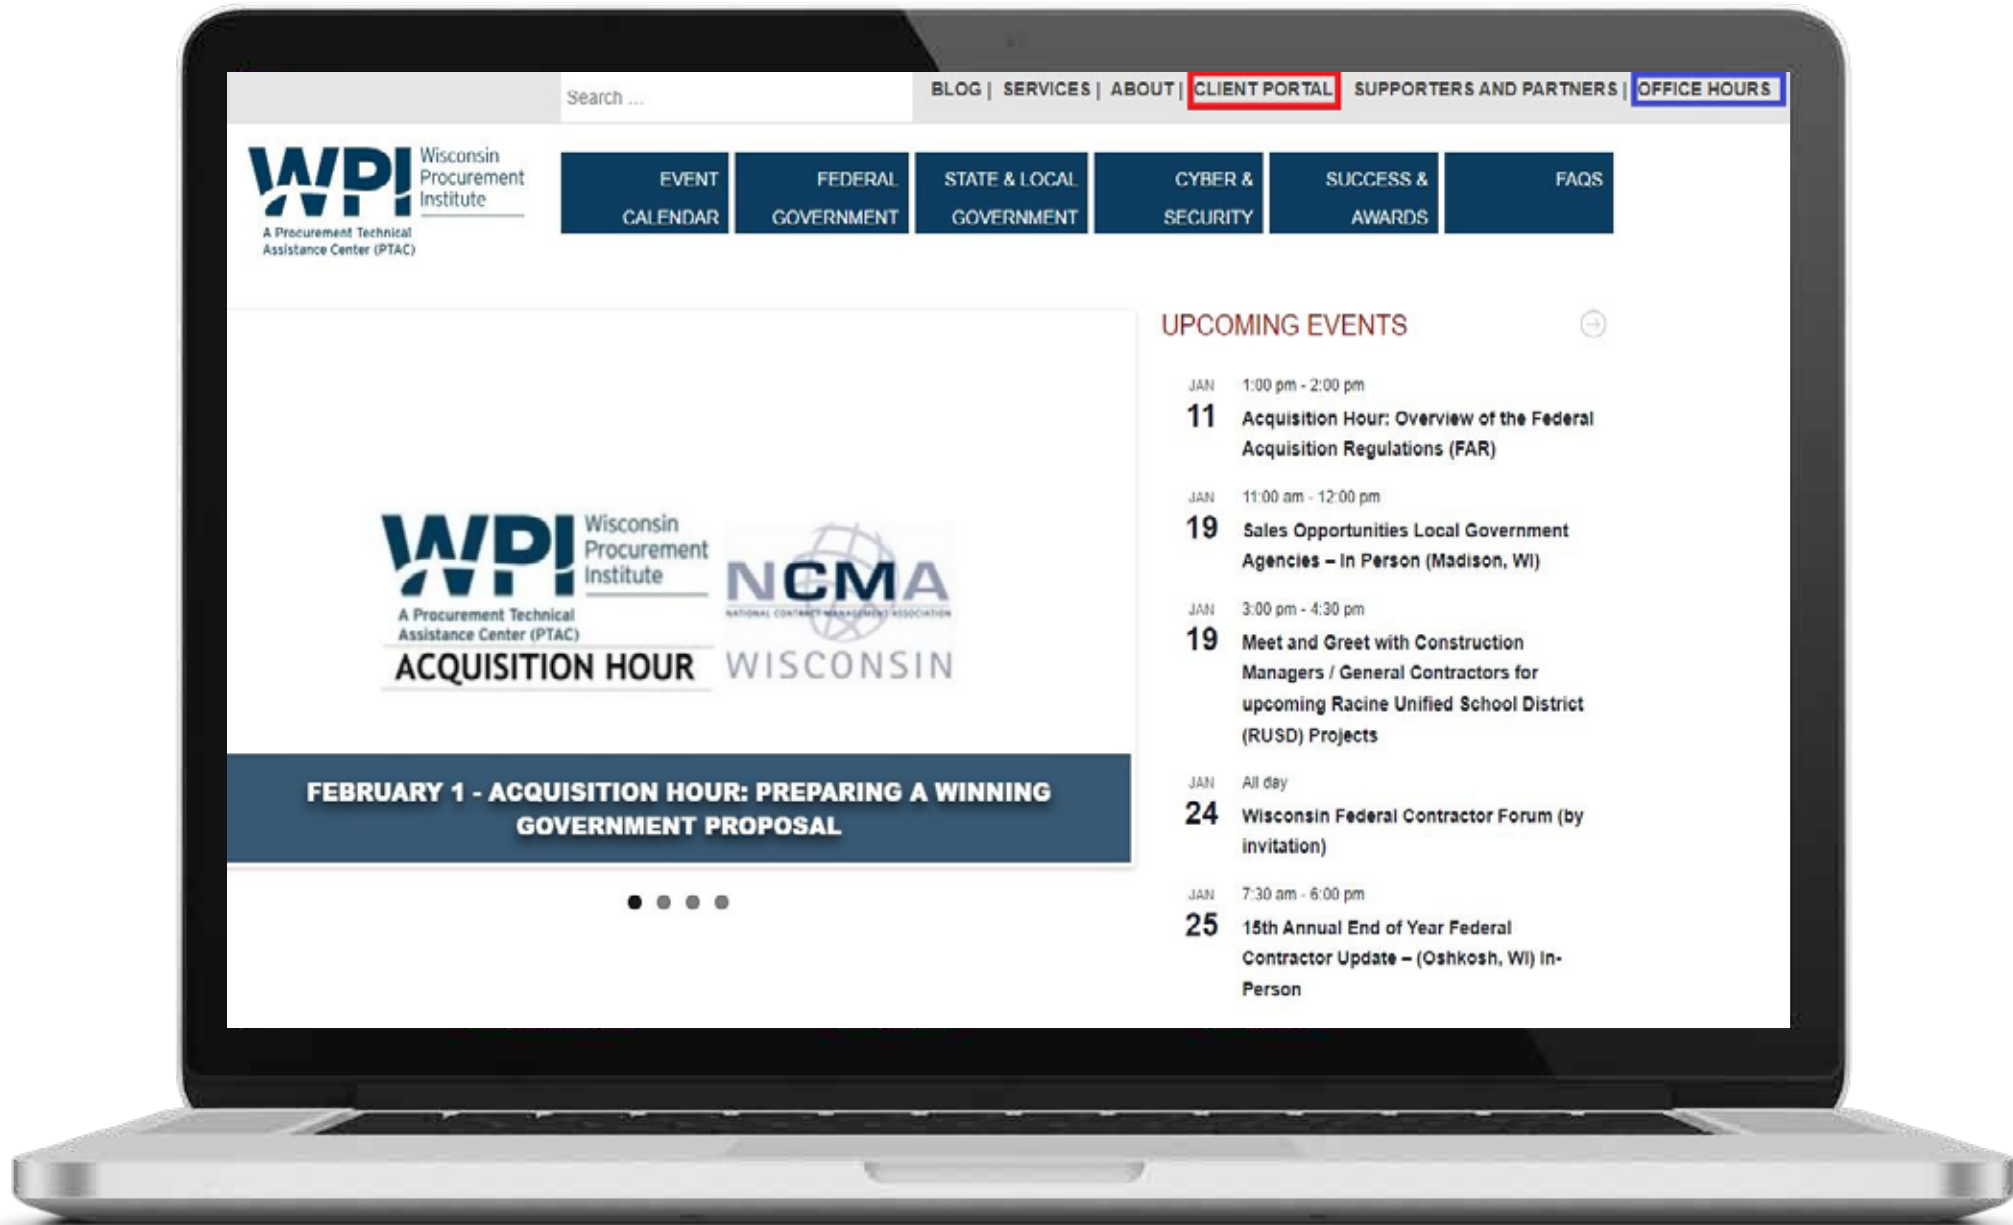 Search ...
BLOG | SERVICES | ABOUT | CLIENT PORTAL SUPPORTERS AND PARTNERS | OFFICE HOURS
WPI Wisconsin
Procurement
Institute
A Procurement Technical
Assistance Center (PTAC)
EVENT
CALENDAR
FEDERAL
GOVERNMENT
STATE & LOCAL
GOVERNMENT
CYBER &
SECURITY
SUCCESS &
AWARDS
FAQS
WPI Wisconsin
Procurement
Institute
A Procurement Technical
Assistance Center (PTAC)
ACQUISITION HOUR
NCMA
NATIONAL CONTRACT MANAGEMENT ASSOCIATION
WISCONSIN
FEBRUARY 1 - ACQUISITION HOUR: PREPARING A WINNING
GOVERNMENT PROPOSAL
UPCOMING EVENTS
JAN 1:00 pm - 2:00 pm
11 Acquisition Hour: Overview of the Federal
Acquisition Regulations (FAR)
JAN 11:00 am - 12:00 pm
19 Sales Opportunities Local Government
Agencies – In Person (Madison, WI)
JAN 3:00 pm - 4:30 pm
19 Meet and Greet with Construction
Managers / General Contractors for
upcoming Racine Unified School District
(RUSD) Projects
JAN All day
24 Wisconsin Federal Contractor Forum (by
invitation)
JAN 7:30 am - 6:00 pm
25 15th Annual End of Year Federal
Contractor Update – (Oshkosh, WI) In-
Person